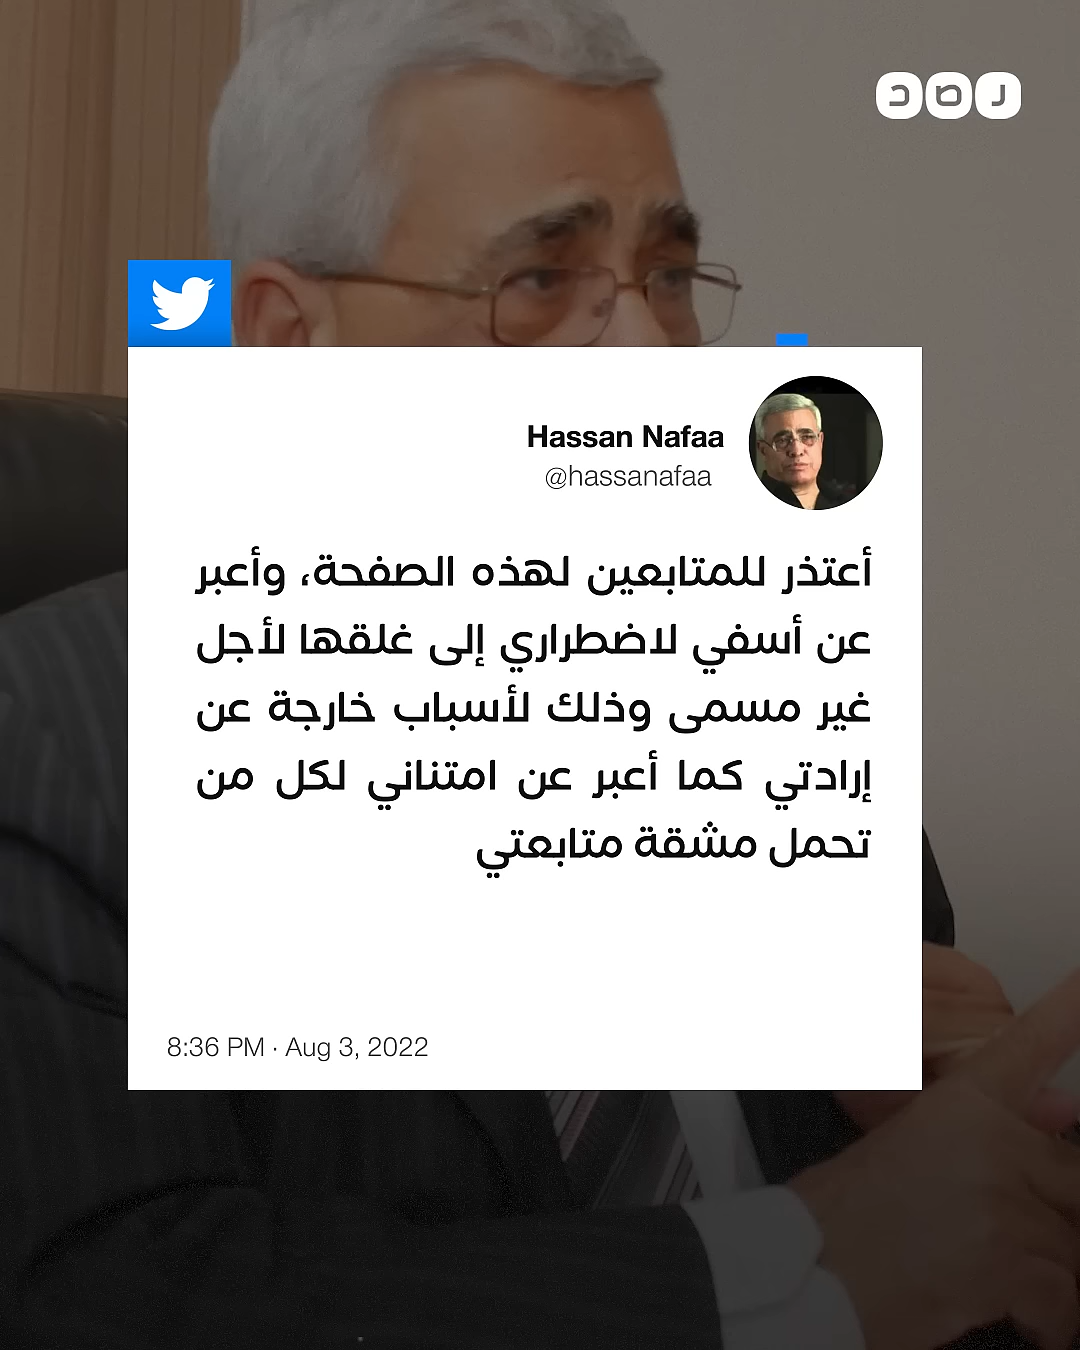 رصد
Hassan Nafaa
@hassanafaa
أعتذر للمتابعين لهذه الصفحة، وأعبر
عن أسفي لاضطراري إلى غلقها لأجل
غير مسمى وذلك لأسباب خارجة عن
إرادتي كما أعبر عن امتناني لكل من
تحمل مشقة متابعتي
8:36 PM · Aug 3, 2022